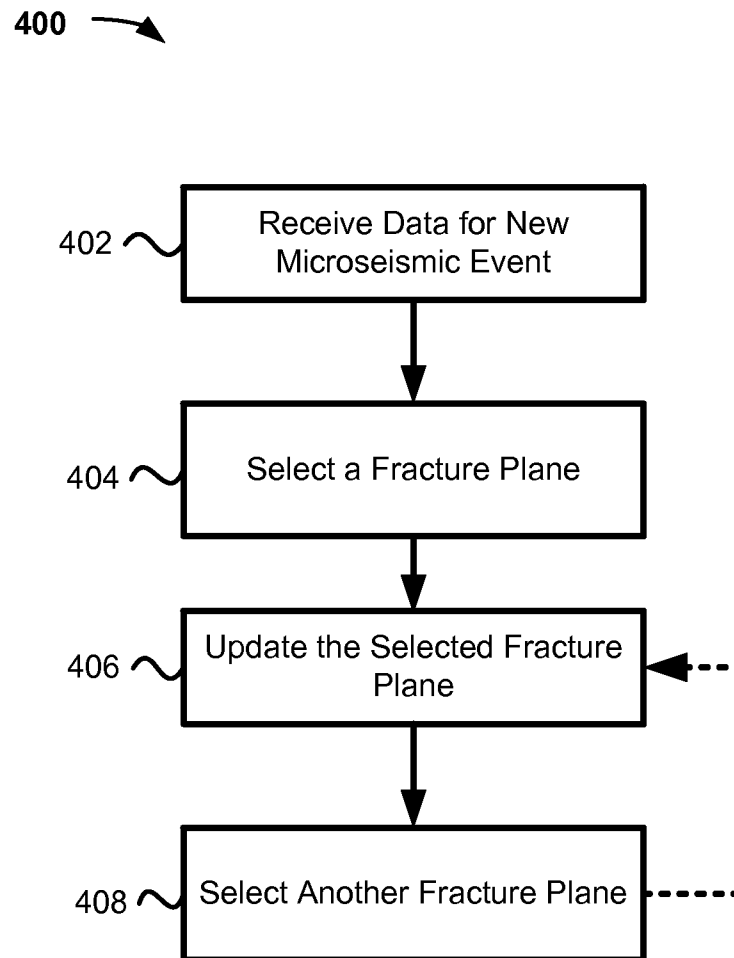 400
402
Receive Data for New
Microseismic Event
404
Select a Fracture Plane
406
Update the Selected Fracture
Plane
408
Select Another Fracture Plane